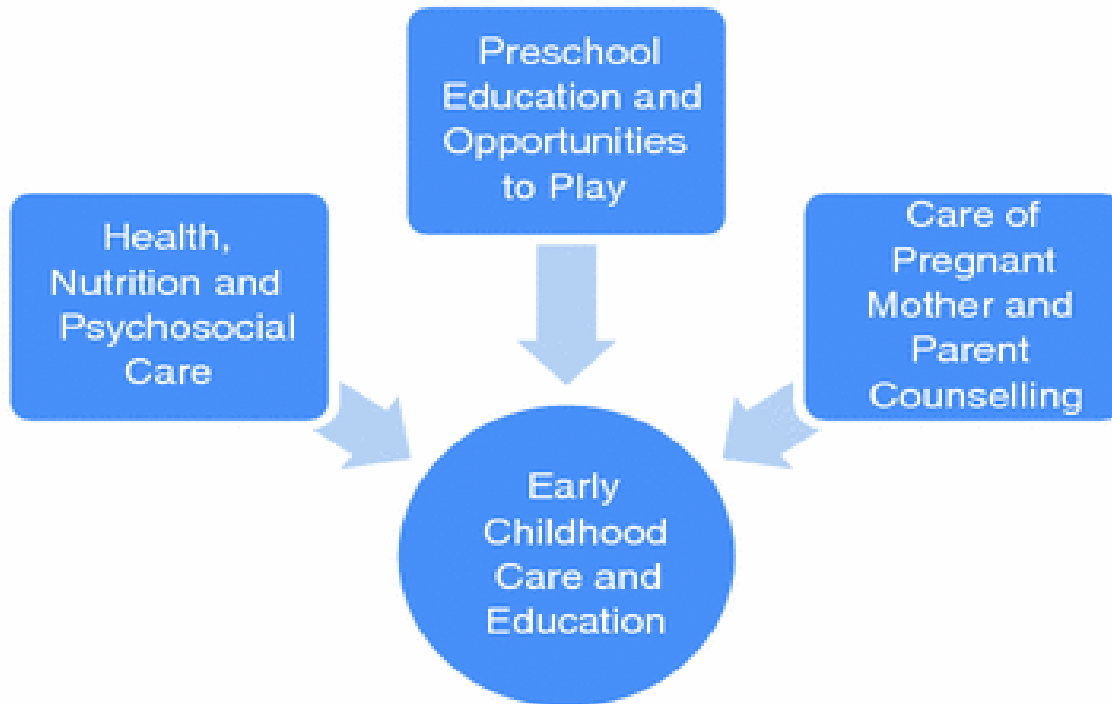 Preschool
Education and
Opportunities
to Play
Health,
Nutrition and
Psychosocial
Care
Care of
Pregnant
Mother and
Parent
Counselling
Early
Childhood
Care and
Education